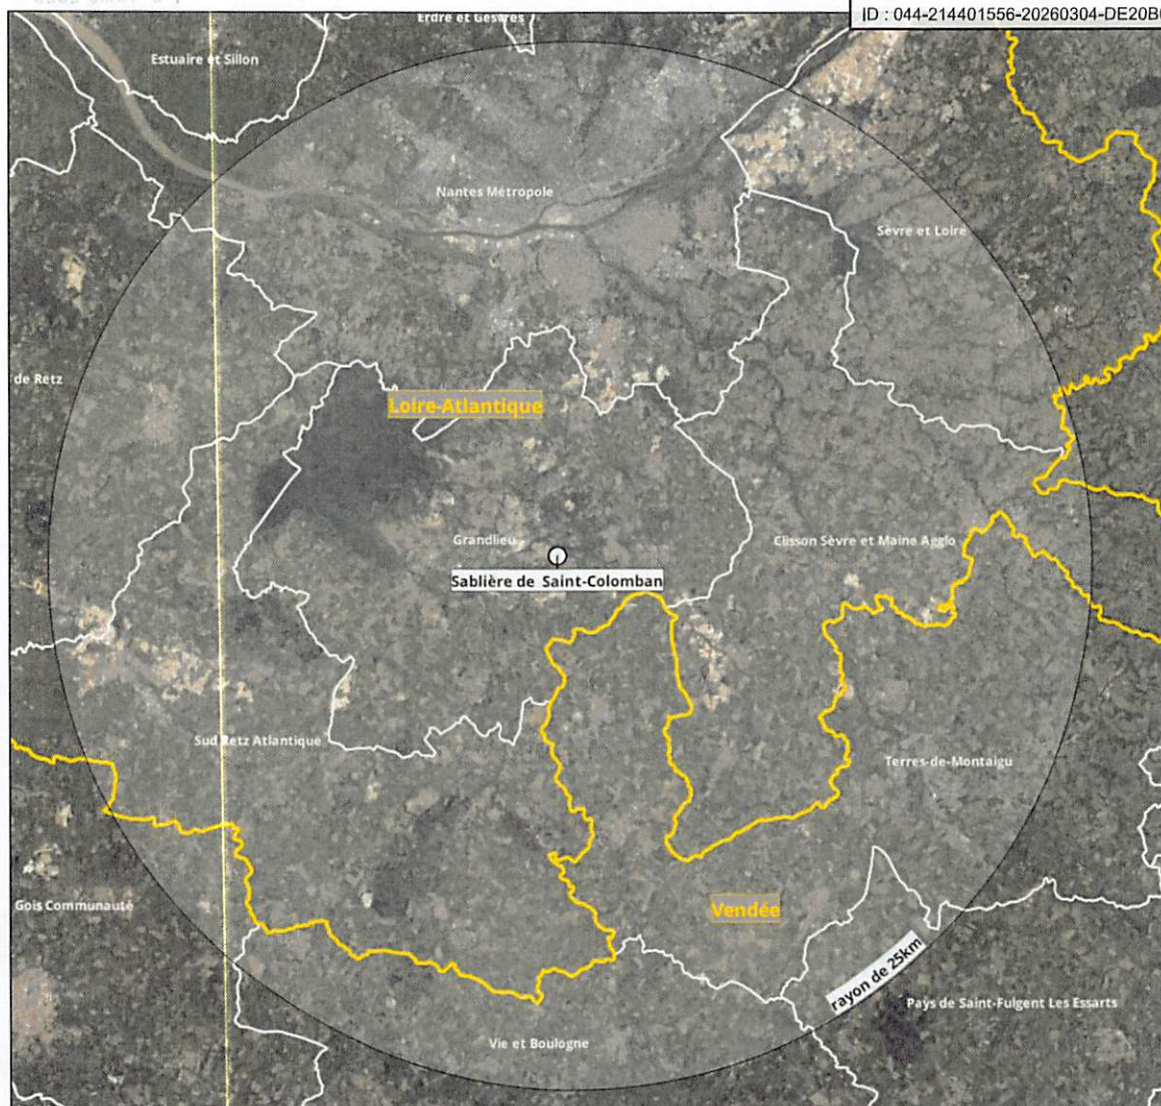 ID : 044-214401556-20260304-DE20B
Erdre et Gesvres
Estuaire et Sillon
Nantes Métropole
Sèvre et Loire
de Retz
Loire-Atlantique
Grandlieu
Clisson Sèvre et Maine Agglo
Sablière de Saint-Colomban
Sud Retz Atlantique
Terres-de-Montaigu
Gois Communauté
Vendée
rayon de 25km
Pays de Saint-Fulgent Les Essarts
Vie et Boulogne